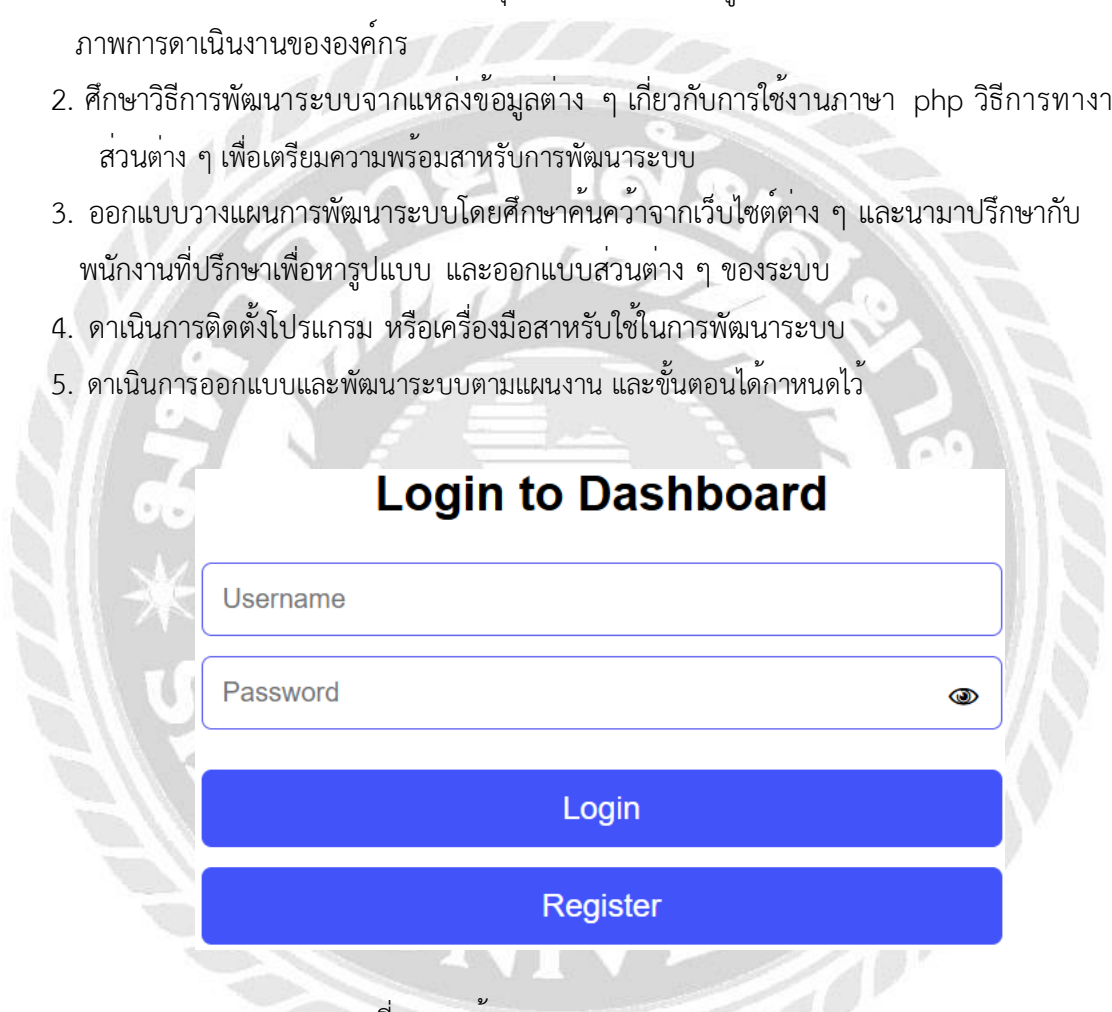 ภาพการดาเนินงานขององค์กร
2. ศึกษาวิธีการพัฒนาระบบจากแหล่งข้อมูลต่าง ๆ เกี่ยวกับการใช้งานภาษา php วิธีการทางา
ส่วนต่าง ๆ เพื่อเตรียมความพร้อมสาหรับการพัฒนาระบบ
3. ออกแบบวางแผนการพัฒนาระบบโดยศึกษาค้นคว้าจากเว็บไซต์ต่าง ๆ และนามาปรึกษากับ
พนักงานที่ปรึกษาเพื่อหารูปแบบ และออกแบบส่วนต่าง ๆ ของระบบ
4. ดาเนินการติดตั้งโปรแกรม หรือเครื่องมือสาหรับใช้ในการพัฒนาระบบ
5. ดาเนินการออกแบบและพัฒนาระบบตามแผนงาน และขั้นตอนได้กาหนดไว้
Login to Dashboard
Username
Password
Login
Register